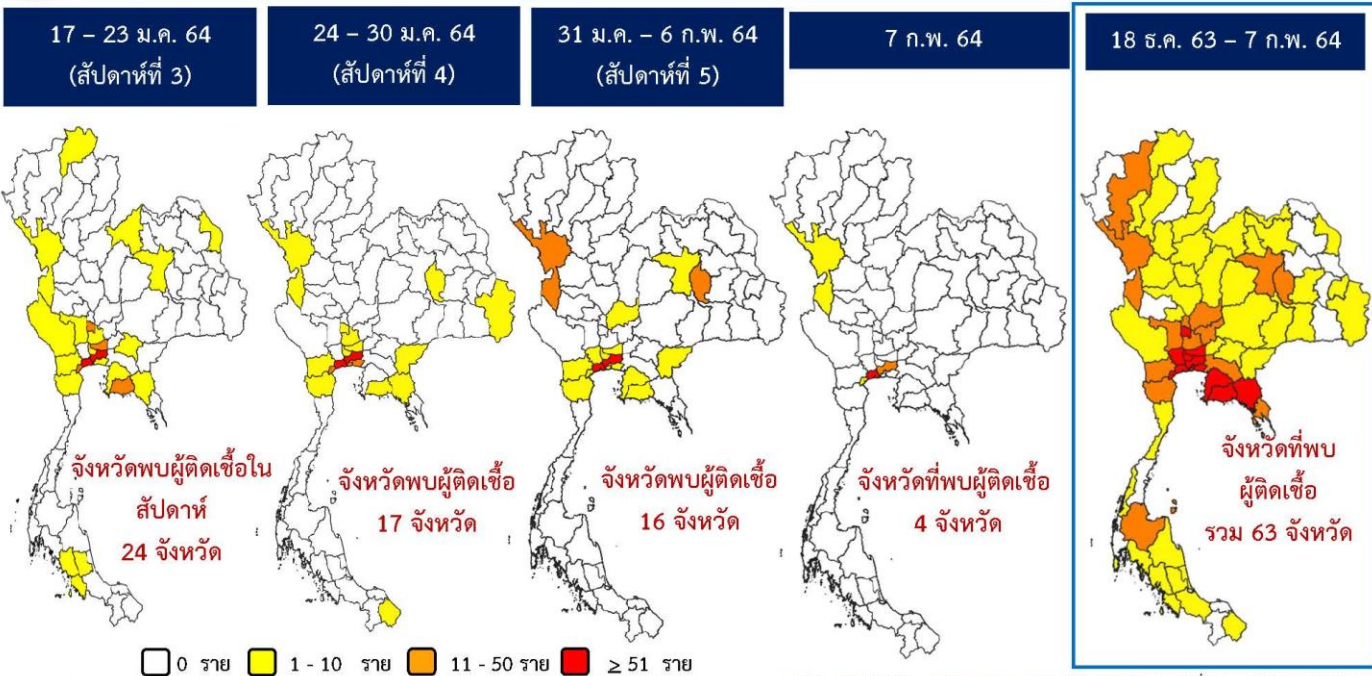 17 – 23 ม.ค. 64
(สัปดาห์ที่ 3)
24 – 30 ม.ค. 64
(สัปดาห์ที่ 4)
31 ม.ค. – 6 ก.พ. 64
(สัปดาห์ที่ 5)
7 ก.พ. 64
18 ธ.ค. 63 – 7 ก.พ. 64
จังหวัดพบผู้ติดเชื้อใน
สัปดาห์
24 จังหวัด
จังหวัดพบผู้ติดเชื้อ
17 จังหวัด
จังหวัดพบผู้ติดเชื้อ
16 จังหวัด
จังหวัดที่พบผู้ติดเชื้อ
4 จังหวัด
จังหวัดที่พบ
ผู้ติดเชื้อ
รวม 63 จังหวัด
0 ราย 1 - 10 ราย 11 - 50 ราย ≥ 51 ราย